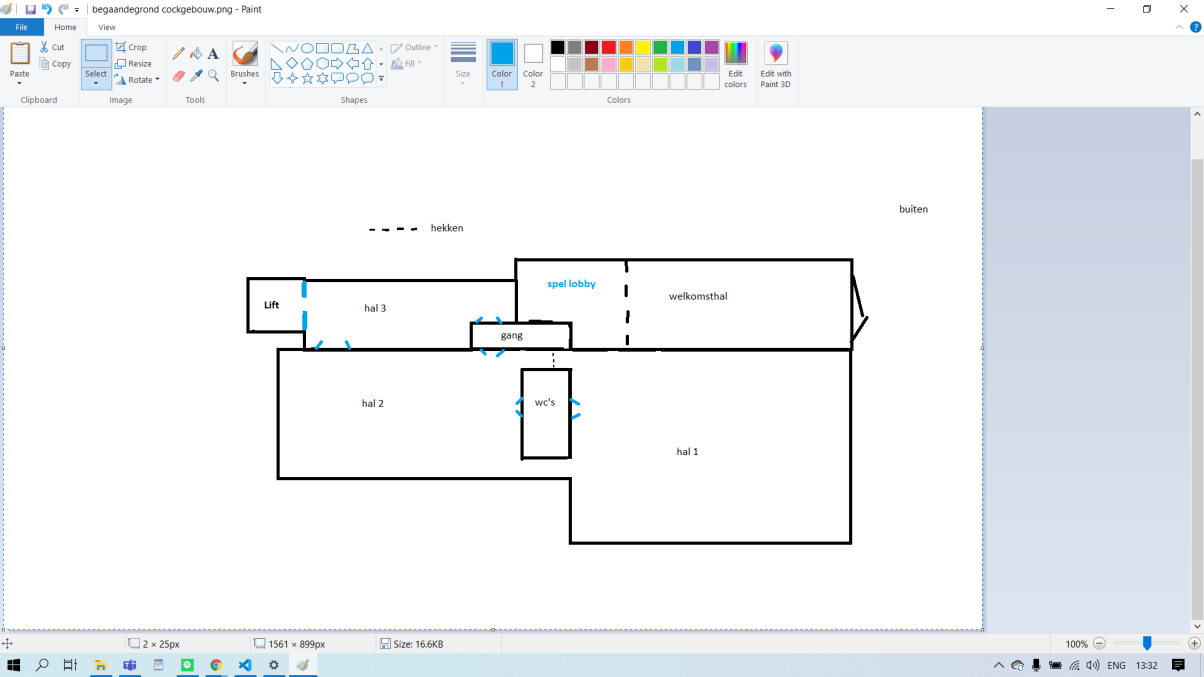 begaandegrond cockgebouw.png - Paint
File
Home
View
Paste
Cut
Copy
Clipboard
Select
Crop
Resize
Rotate
Image
A
Tools
Brushes
Outline
Fill
Shapes
Size
Color
1
Color
2
Edit
colors
Colors
Edit with
Paint 3D
buiten
hekken
spel lobby
welkomsthal
Lift
hal 3
gang
hal 2
wc's
hal 1
2 × 25px
1561 × 899px
Size: 16.6KB
100%
ENG
13:32